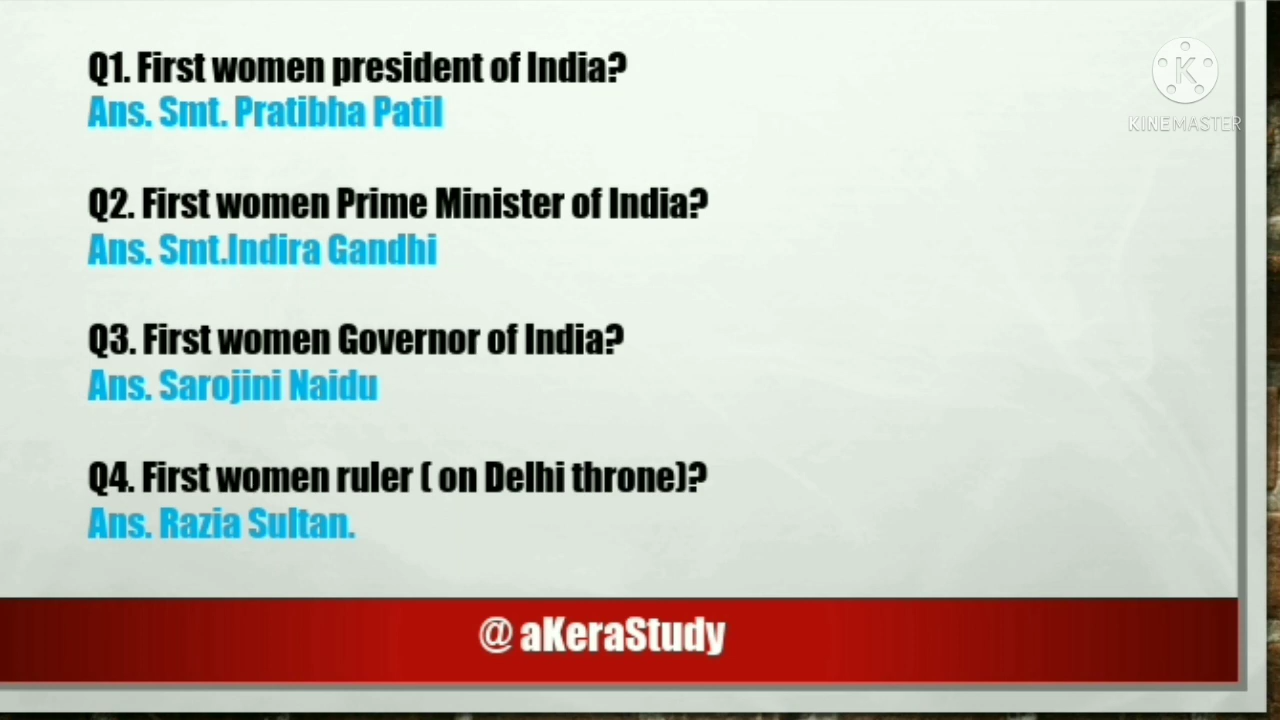 Q1. First women president of India?
Ans. Smt. Pratibha Patil
Q2. First women Prime Minister of India?
Ans. Smt.Indira Gandhi
Q3. First women Governor of India?
Ans. Sarojini Naidu
Q4. First women ruler ( on Delhi throne)?
Ans. Razia Sultan.
@ aKeraStudy
K
KINEMASTER